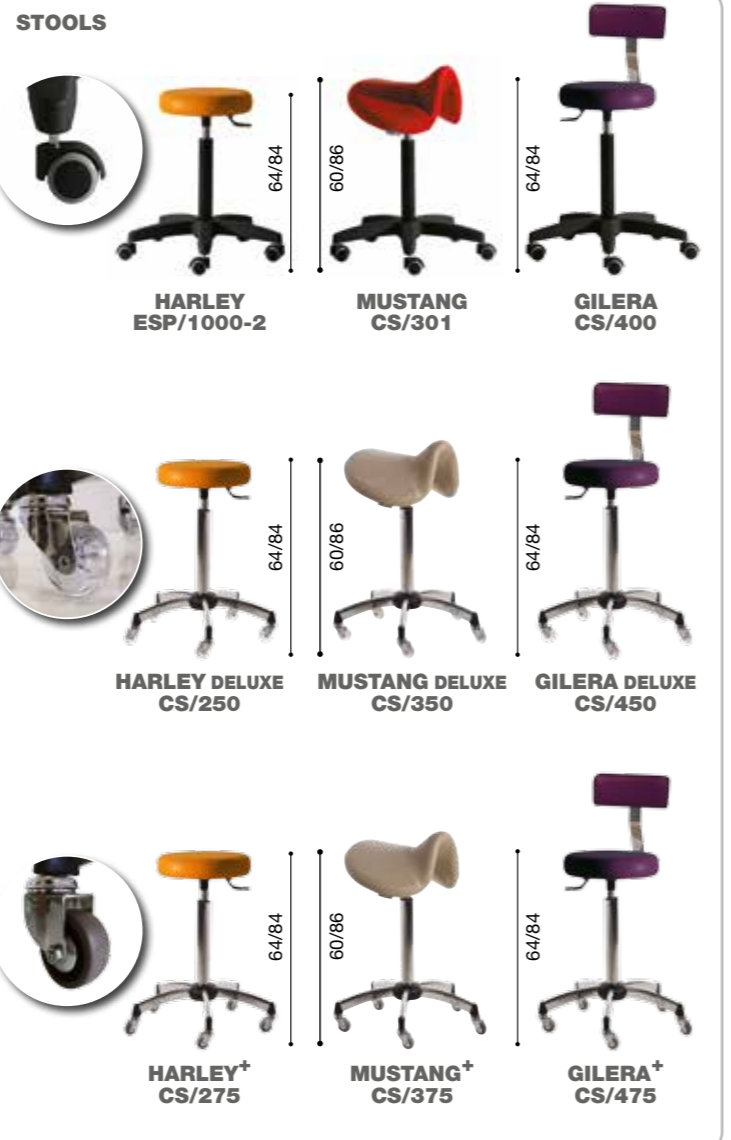 STOOLS
64/84
60/86
64/84
HARLEY
ESP/1000-2
MUSTANG
CS/301
GILERA
CS/400
64/84
60/86
64/84
HARLEY DELUXE
CS/250
MUSTANG DELUXE
CS/350
GILERA DELUXE
CS/450
64/84
60/86
64/84
HARLEY+
CS/275
MUSTANG+
CS/375
GILERA+
CS/475